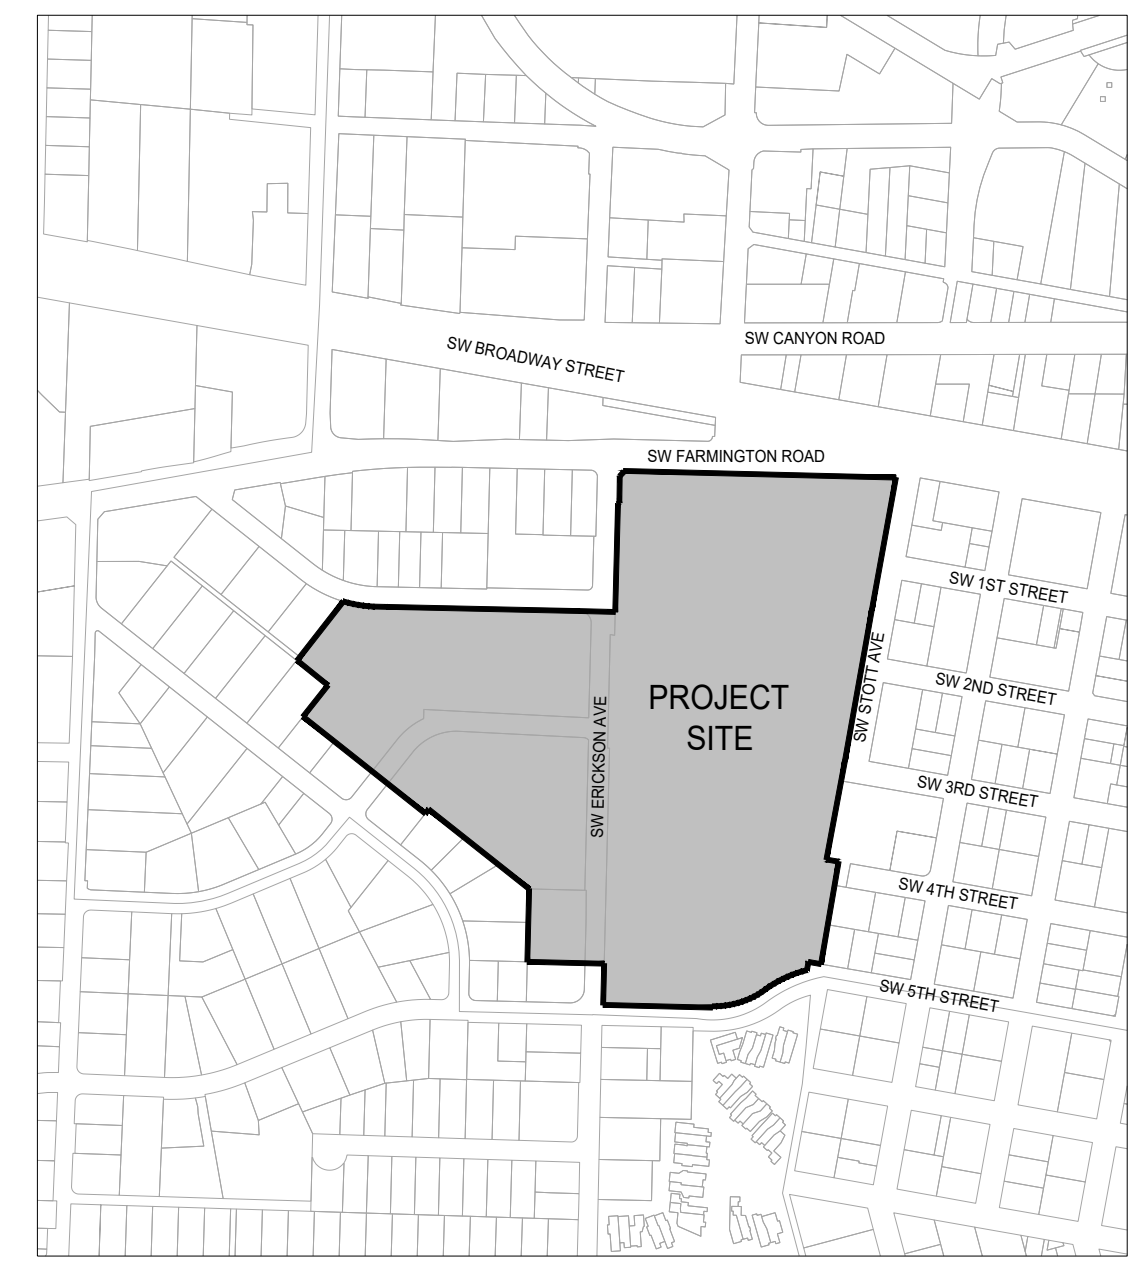 SW CANYON ROAD
SW BROADWAY STREET
SW FARMINGTON ROAD
SW 1ST STREET
SW STOTT AVE
SW 2ND STREET
PROJECT
SITE
SW ERICKSON AVE
SW 3RD STREET
SW 4TH STREET
SW 5TH STREET